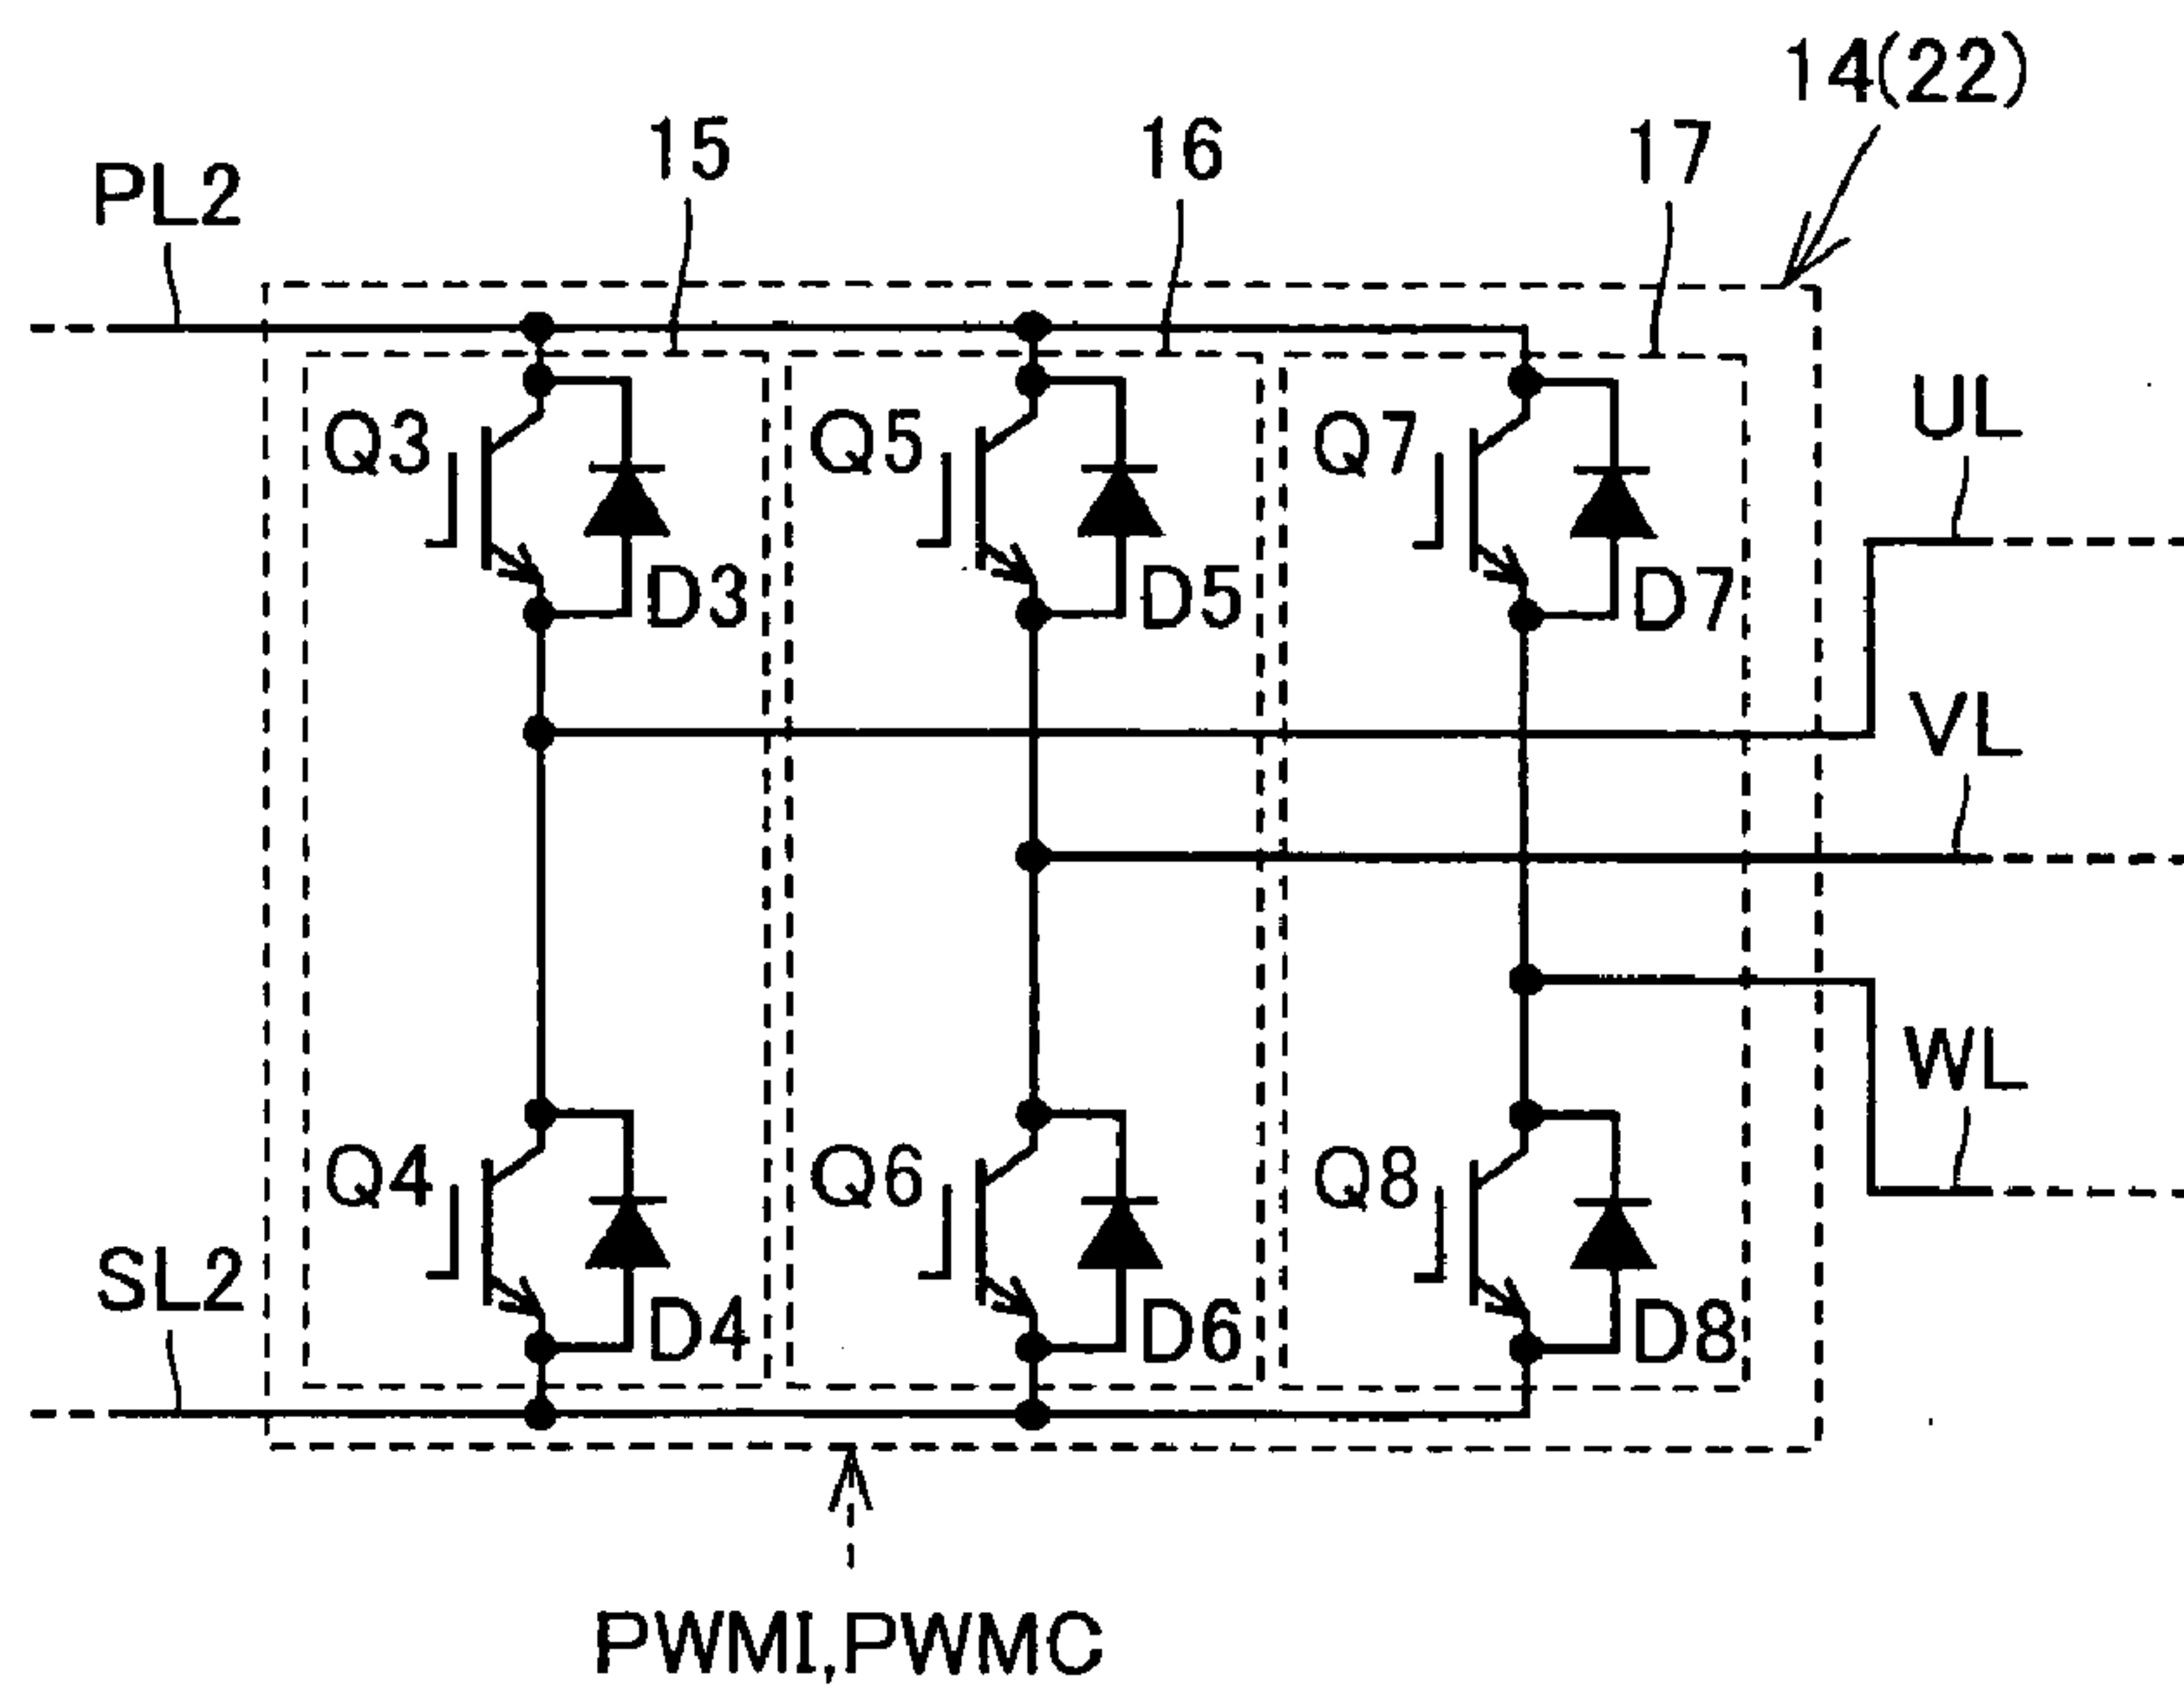 14(22)
15
16
17
PL2
Q3
Q5
Q7
UL
D3
D5
D7
VL
WL
Q4
Q6
Q8
SL2
D4
D6
D8
PWMI,PWMC